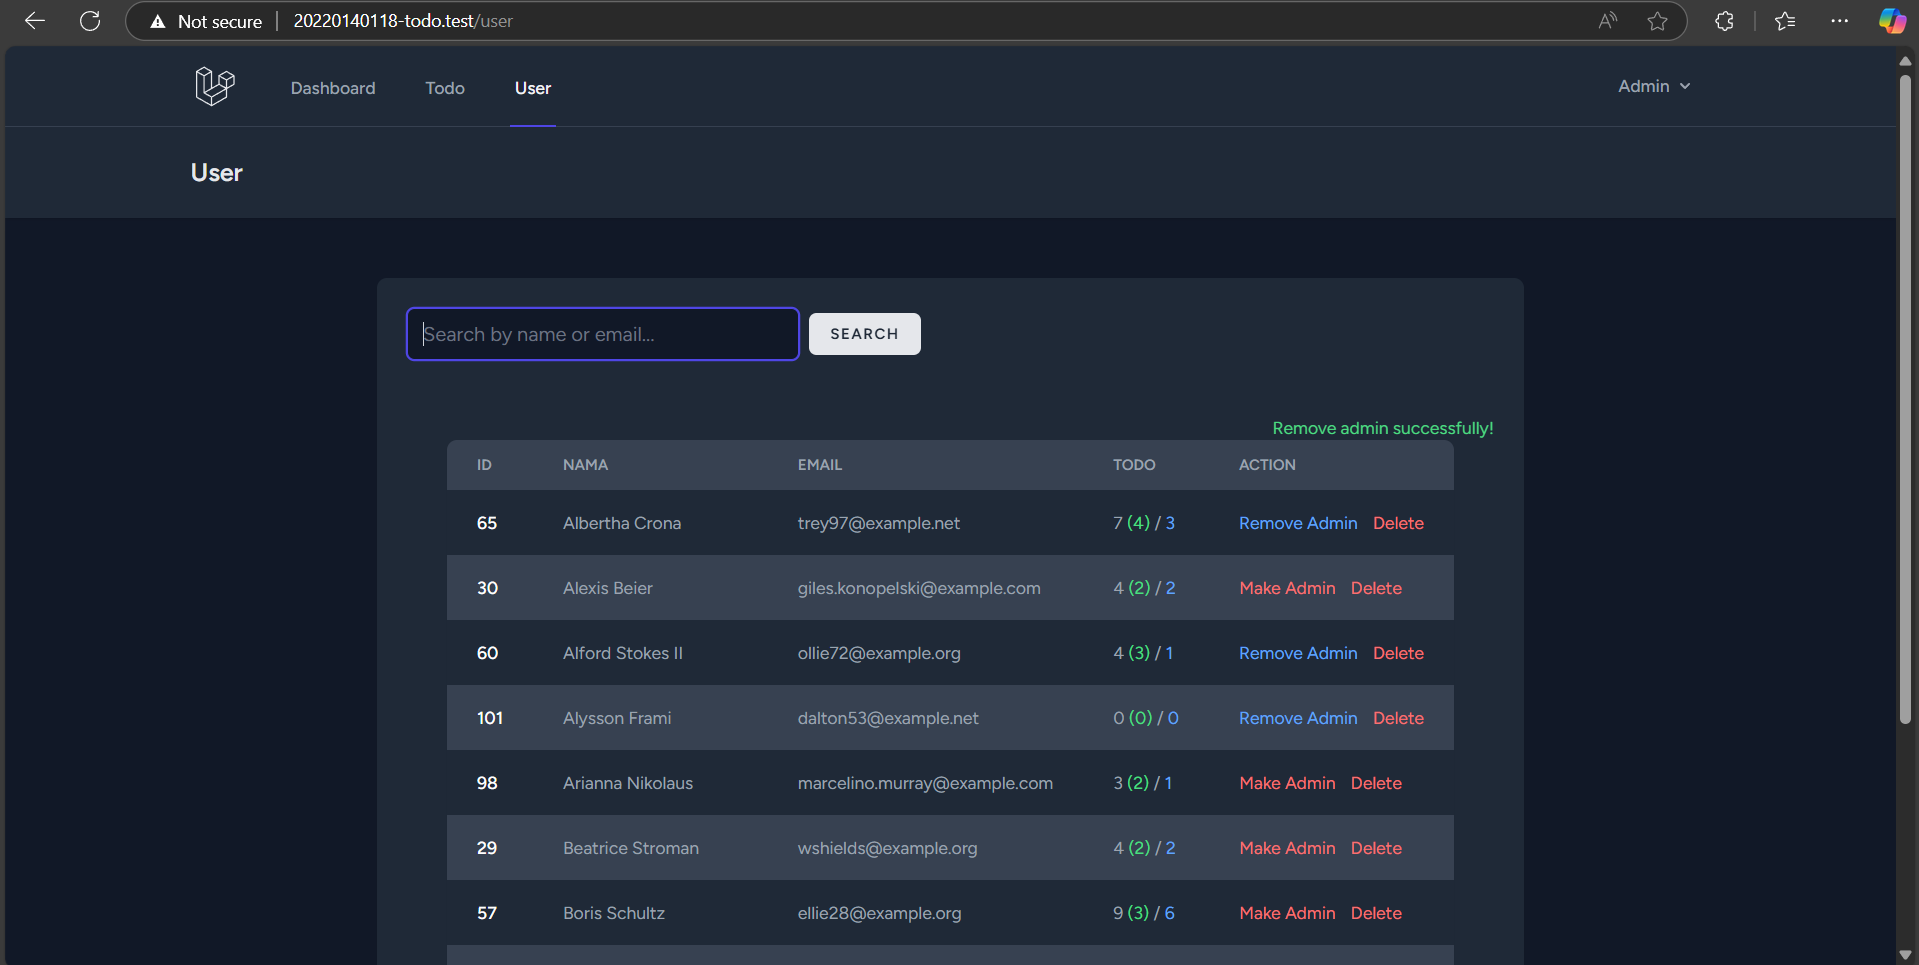 Not secure | 20220140118-todo.test/user
Dashboard Todo User Admin
User
Search by name or email... SEARCH
Remove admin successfully!
ID NAMA EMAIL TODO ACTION
65 Albertha Crona trey97@example.net 7 (4) / 3 Remove Admin Delete
30 Alexis Beier giles.konopelski@example.com 4 (2) / 2 Make Admin Delete
60 Alford Stokes II ollie72@example.org 4 (3) / 1 Remove Admin Delete
101 Alysson Frami dalton53@example.net 0 (0) / 0 Remove Admin Delete
98 Arianna Nikolaus marcelino.murray@example.com 3 (2) / 1 Make Admin Delete
29 Beatrice Stroman wshields@example.org 4 (2) / 2 Make Admin Delete
57 Boris Schultz ellie28@example.org 9 (3) / 6 Make Admin Delete